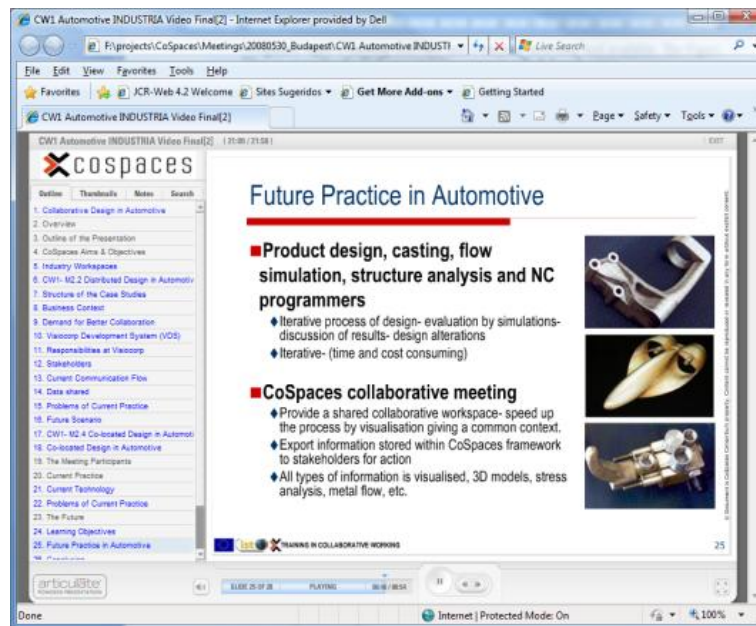 CW1 Automotive INDUSTRIA Video Final[2] - Internet Explorer provided by Dell
F:\projects\CoSpaces\Meetings\20080530_Budapest\CW1 Automotive INDUSTI
Live Search
File Edit View Favorites Tools Help
Favorites JCR-Web 4.2 Welcome Sites Sugeridos Get More Add-ons Getting Started
CW1 Automotive INDUSTRIA Video Final[2]
Page Safety Tools
CW1 Automotive INDUSTRIA Video Final[2] ( 21:00 / 21:58 )
EXIT
cospaces
Outline Thumbnails Notes Search
1. Collaborative Design in Automotive
2. Overview
3. Outline of the Presentation
4. CoSpaces Aims & Objectives
5. Industry Workspaces
6. CW1- M2.2 Distributed Design in Automotiv
7. Structure of the Case Studies
8. Business Context
9. Demand for Better Collaboration
10. Visiocorp Development System (VDS)
11. Responsibilities at Visiocorp
12. Stakeholders
13. Current Communication Flow
14. Data shared
15. Problems of Current Practice
16. Future Scenario
17. CW1- M2.4 Co-located Design in Automoti
18. Co-located Design in Automotive
19. The Meeting Participants
20. Current Practice
21. Current Technology
22. Problems of Current Practice
23. The Future
24. Learning Objectives
25. Future Practice in Automotive
Future Practice in Automotive
Product design, casting, flow
simulation, structure analysis and NC
programmers
Iterative process of design- evaluation by simulations-
discussion of results- design alterations
Iterative- (time and cost consuming)
CoSpaces collaborative meeting
Provide a shared collaborative workspace- speed up
the process by visualisation giving a common context.
Export information stored within CoSpaces framework
to stakeholders for action
All types of information is visualised, 3D models, stress
analysis, metal flow, etc.
ist
TRAINING IN COLLABORATIVE WORKING
25
articulate
POWERED PRESENTATION
SLIDE 25 OF 28 PLAYING
Done
Internet | Protected Mode: On
100%